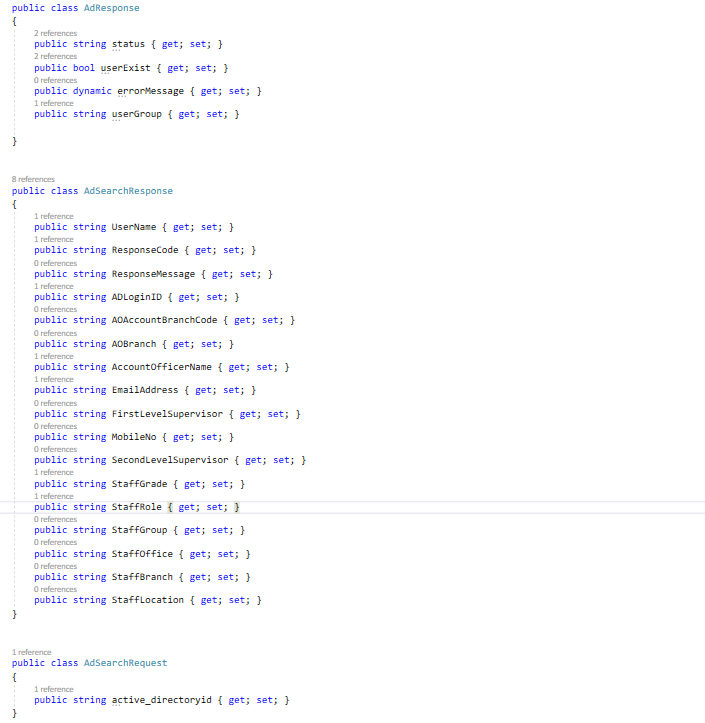 public class AdResponse
{
2 references
public string status { get; set; }
2 references
public bool userExist { get; set; }
0 references
public dynamic errorMessage { get; set; }
1 reference
public string userGroup { get; set; }
}
8 references
public class AdSearchResponse
{
1 reference
public string UserName { get; set; }
1 reference
public string ResponseCode { get; set; }
0 references
public string ResponseMessage { get; set; }
1 reference
public string ADLoginID { get; set; }
0 references
public string AOAccountBranchCode { get; set; }
0 references
public string AOBranch { get; set; }
1 reference
public string AccountOfficerName { get; set; }
1 reference
public string EmailAddress { get; set; }
0 references
public string FirstLevelSupervisor { get; set; }
0 references
public string MobileNo { get; set; }
0 references
public string SecondLevelSupervisor { get; set; }
1 reference
public string StaffGrade { get; set; }
1 reference
public string StaffRole { get; set; }
0 references
public string StaffGroup { get; set; }
0 references
public string StaffOffice { get; set; }
0 references
public string StaffBranch { get; set; }
0 references
public string StaffLocation { get; set; }
}
1 reference
public class AdSearchRequest
{
1 reference
public string active_directoryid { get; set; }
}